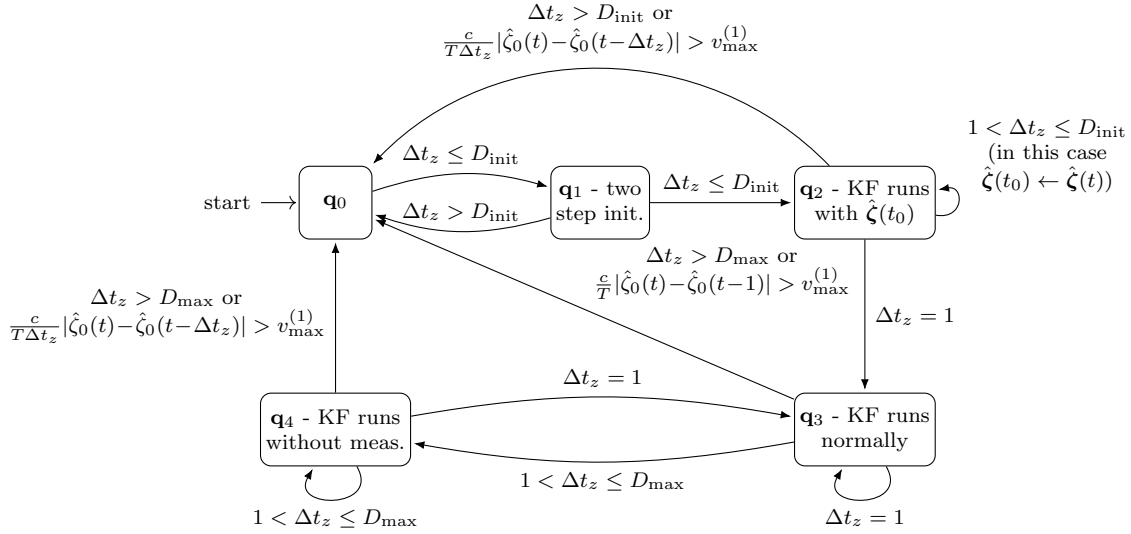 Δt_z > D_init or
c/(TΔt_z)|ζ̂_0(t)−ζ̂_0(t−Δt_z)| > v_max^(1)
1 < Δt_z ≤ D_init
(in this case
ζ̂(t_0) ← ζ̂(t))
Δt_z ≤ D_init
start
q_0
q_1 - two
step init.
Δt_z ≤ D_init
q_2 - KF runs
with ζ̂(t_0)
Δt_z > D_init
Δt_z > D_max or
c/T|ζ̂_0(t)−ζ̂_0(t−1)| > v_max^(1)
Δt_z > D_max or
c/(TΔt_z)|ζ̂_0(t)−ζ̂_0(t−Δt_z)| > v_max^(1)
Δt_z = 1
Δt_z = 1
q_4 - KF runs
without meas.
q_3 - KF runs
normally
1 < Δt_z ≤ D_max
1 < Δt_z ≤ D_max
Δt_z = 1